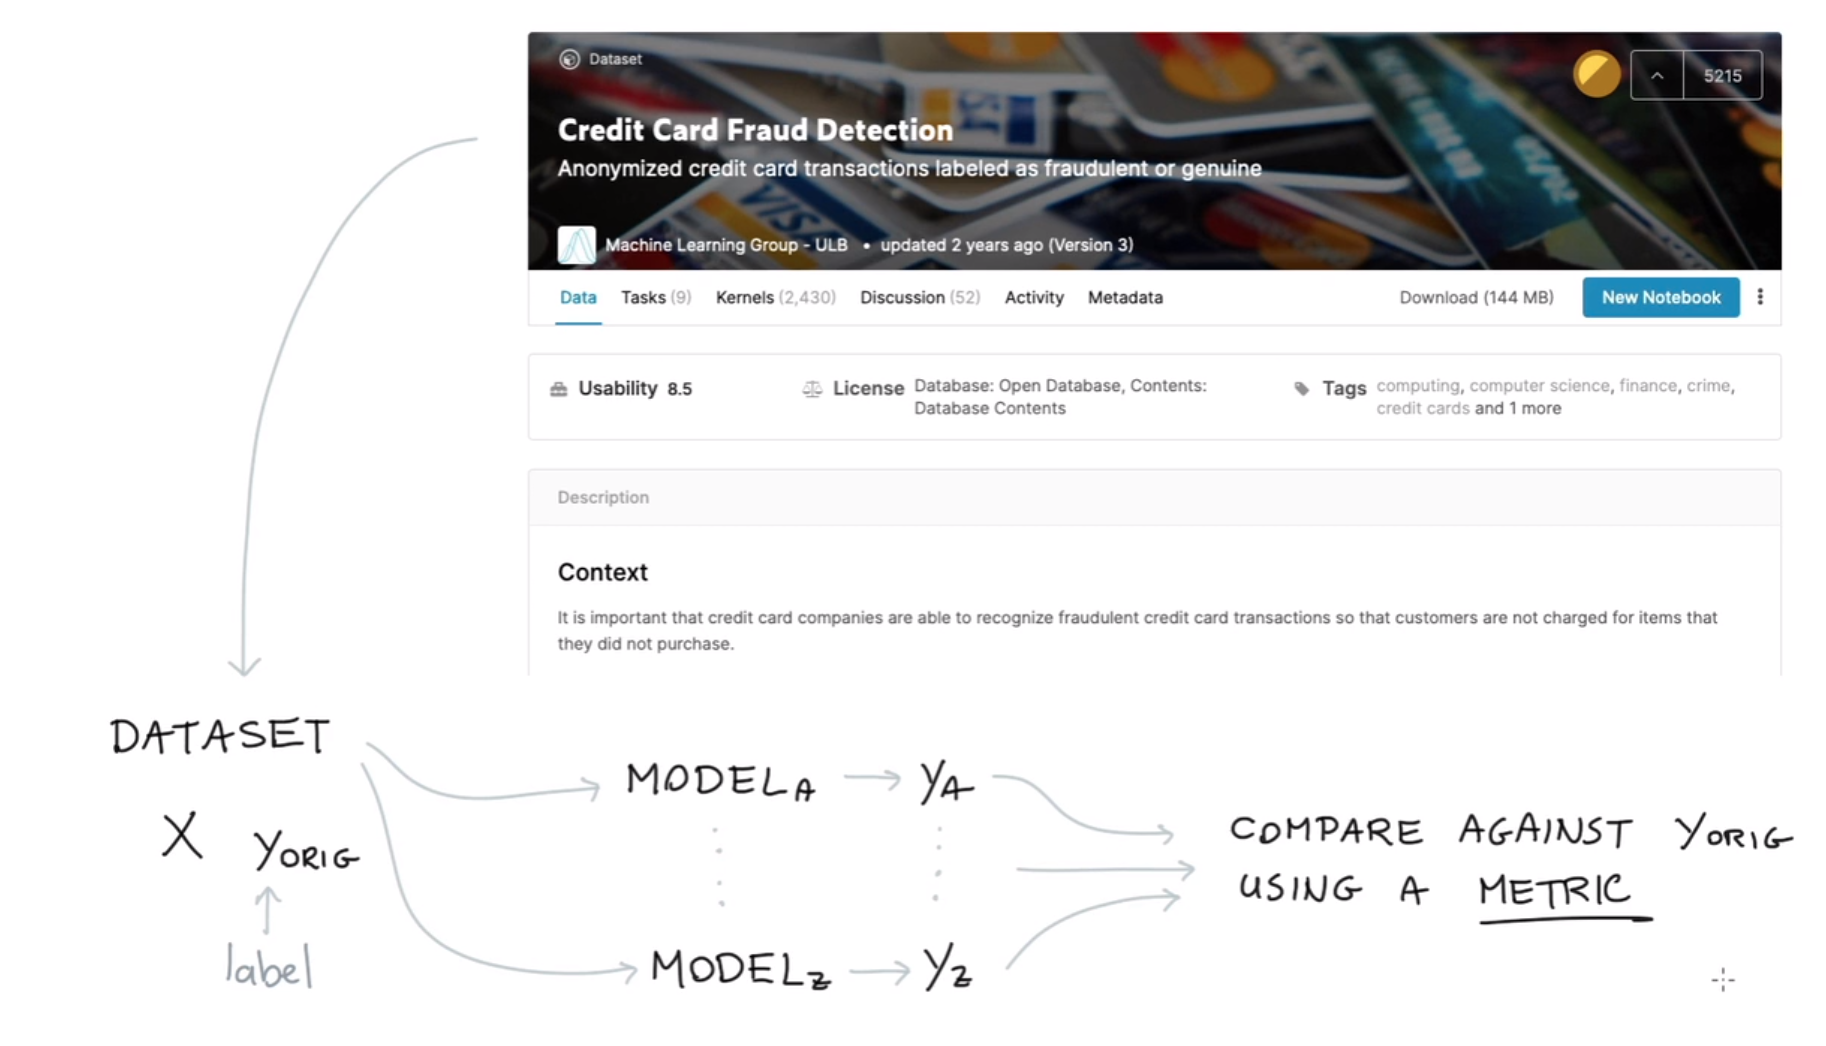 Dataset
5215
Credit Card Fraud Detection
Anonymized credit card transactions labeled as fraudulent or genuine
VISA
Machine Learning Group - ULB • updated 2 years ago (Version 3)
Data Tasks (9) Kernels (2,430) Discussion (52) Activity Metadata Download (144 MB) New Notebook
Usability 8.5 License Database: Open Database, Contents: Database Contents Tags computing, computer science, finance, crime, credit cards and 1 more
Description
Context
It is important that credit card companies are able to recognize fraudulent credit card transactions so that customers are not charged for items that
they did not purchase.
DATASET
X YORIG
label
MODELA → YA
MODELZ → YZ
COMPARE AGAINST YORIG
USING A METRIC